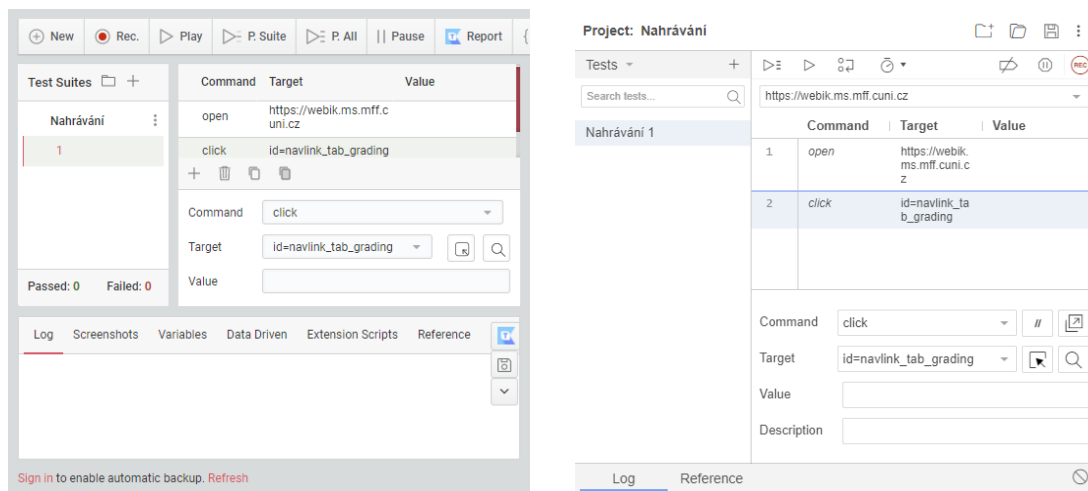 New Rec. Play P. Suite P. All Pause Report {
Test Suites
Nahrávání
1
Passed: 0 Failed: 0
Command Target Value
open https://webik.ms.mff.c
uni.cz
click id=navlink_tab_grading
Command click
Target id=navlink_tab_grading
Value
Log Screenshots Variables Data Driven Extension Scripts Reference
Sign in to enable automatic backup. Refresh
Project: Nahrávání
Tests
REC
Search tests...
https://webik.ms.mff.cuni.cz
Nahrávání 1
Command Target Value
1 open https://webik.
ms.mff.cuni.c
z
2 click id=navlink_ta
b_grading
Command click //
Target id=navlink_tab_grading
Value
Description
Log Reference